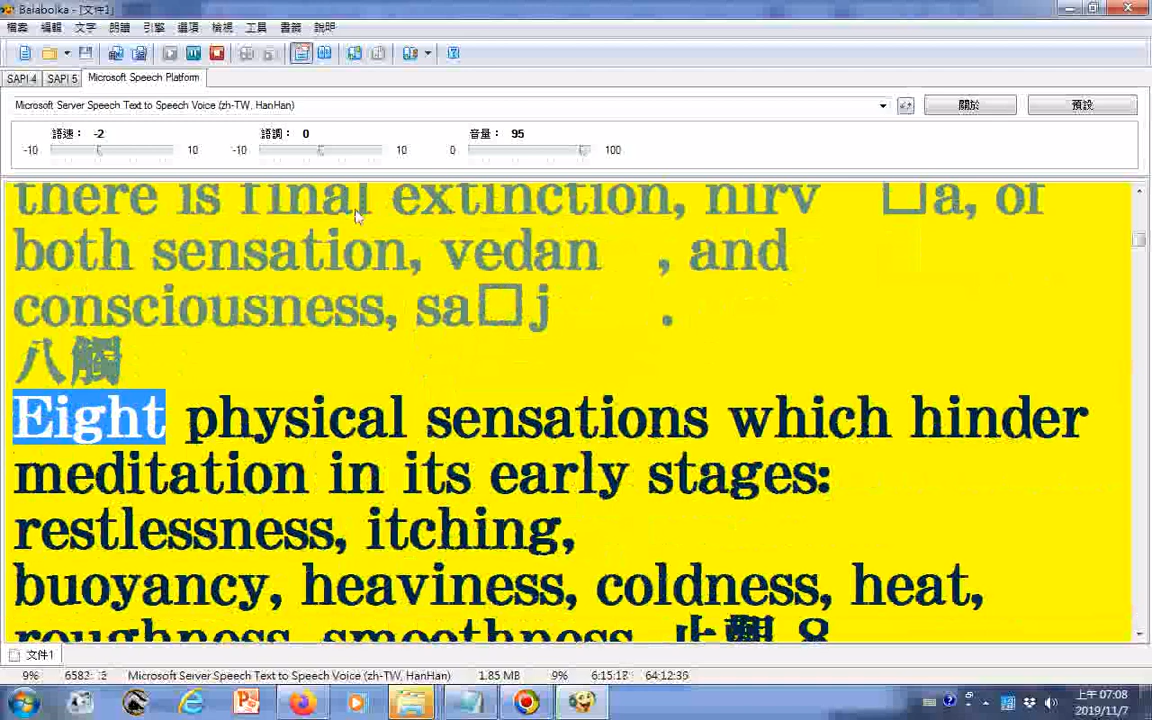 Balabolka - [文件1]
檔案 編輯 文字 朗讀 引擎 選項 檢視 工具 書籤 說明
SAPI 4 SAPI 5 Microsoft Speech Platform
Microsoft Server Speech Text to Speech Voice (zh-TW, HanHan) 關於 預設
語速： -2 語調： 0 音量： 95
-10 10 -10 10 0 100
there is final extinction, nirv □a, of
both sensation, vedan , and
consciousness, sa□j .
八觸
Eight physical sensations which hinder
meditation in its early stages:
restlessness, itching,
buoyancy, heaviness, coldness, heat,
roughness, smoothness. 止觀 8
文件1
9% Microsoft Server Speech Text to Speech Voice (zh-TW, HanHan) 1.85 MB 9% 64:12:39
上午 07:08
2019/11/7